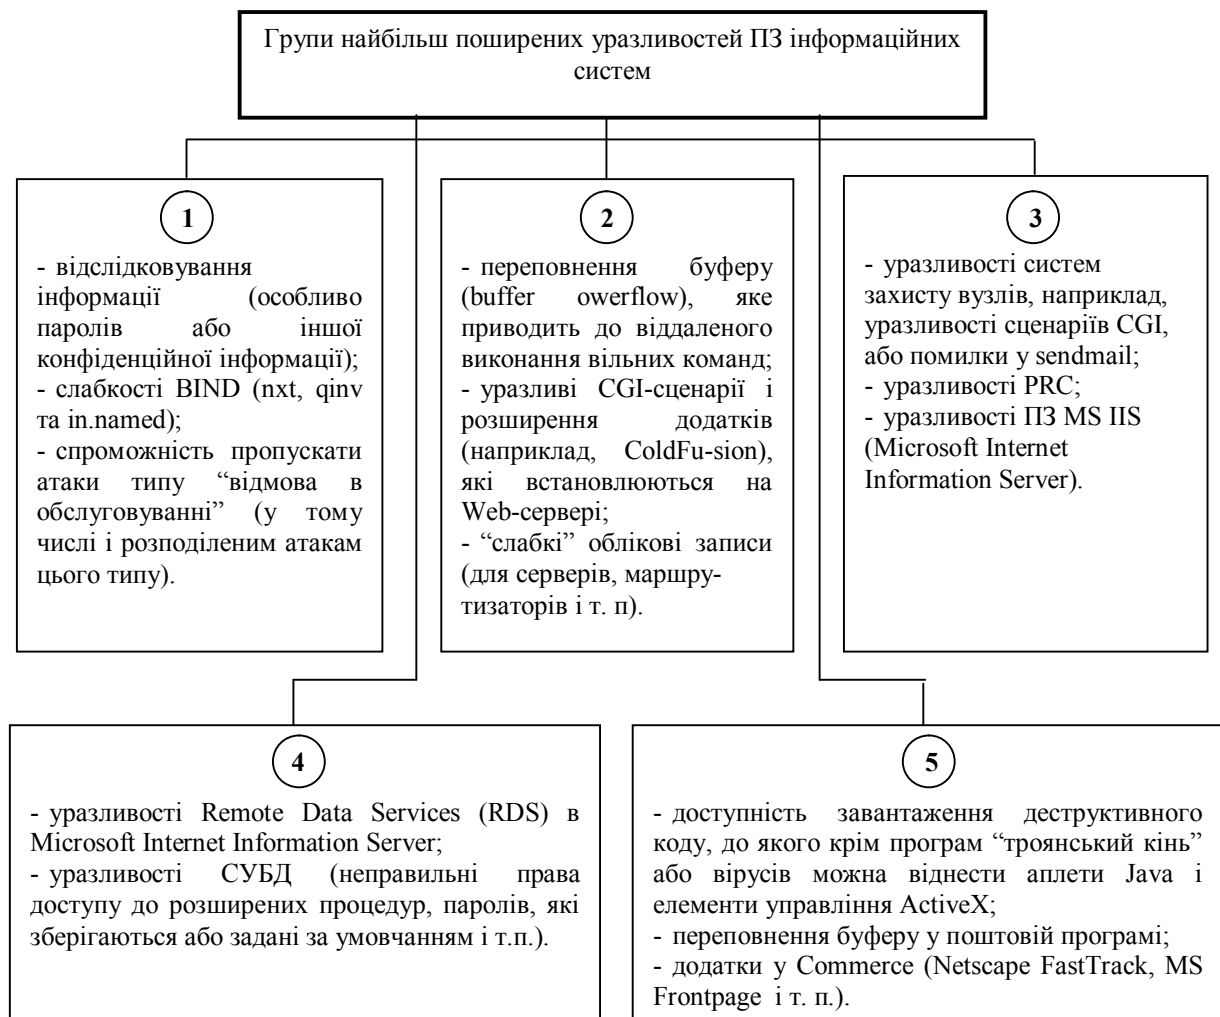 Групи найбільш поширених уразливостей ПЗ інформаційних
систем
1
- відслідковування
інформації (особливо
паролів або іншої
конфіденційної інформації);
- слабкості BIND (nxt, qinv
та in.named);
- спроможність пропускати
атаки типу “відмова в
обслуговуванні” (у тому
числі і розподіленим атакам
цього типу).
2
- переповнення буферу
(buffer owerflow), яке
приводить до віддаленого
виконання вільних команд;
- уразливі CGI-сценарії і
розширення додатків
(наприклад, ColdFu-sion),
які встановлюються на
Web-сервері;
- “слабкі” облікові записи
(для серверів, маршру-
тизаторів і т. п).
3
- уразливості систем
захисту вузлів, наприклад,
уразливості сценаріїв CGI,
або помилки у sendmail;
- уразливості PRC;
- уразливості ПЗ MS IIS
(Microsoft Internet
Information Server).
4
- уразливості Remote Data Services (RDS) в
Microsoft Internet Information Server;
- уразливості СУБД (неправильні права
доступу до розширених процедур, паролів, які
зберігаються або задані за умовчанням і т.п.).
5
- доступність завантаження деструктивного
коду, до якого крім програм “троянський кінь”
або вірусів можна віднести аплети Java і
елементи управління ActiveX;
- переповнення буферу у поштовій програмі;
- додатки у Commerce (Netscape FastTrack, MS
Frontpage і т. п.).